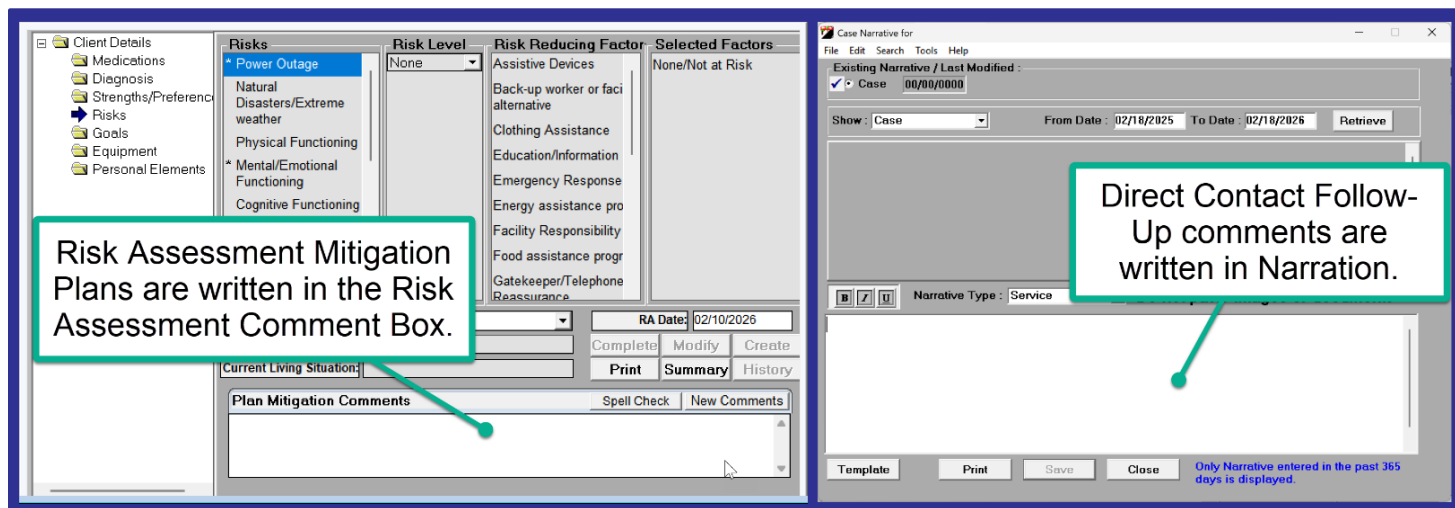 Client Details
Medications
Diagnosis
Strengths/Preferenc
Risks
Goals
Equipment
Personal Elements
Risks
* Power Outage
Natural
Disasters/Extreme
weather
Physical Functioning
* Mental/Emotional
Functioning
Cognitive Functioning
Risk Level
None
Risk Reducing Factor
Assistive Devices
Back-up worker or faci
alternative
Clothing Assistance
Education/Information
Emergency Response
Energy assistance pro
Facility Responsibility
Food assistance progr
Gatekeeper/Telephone
Reassurance
Selected Factors
None/Not at Risk
Risk Assessment Mitigation
Plans are written in the Risk
Assessment Comment Box.
RA Date: 02/10/2026
Complete Modify Create
Current Living Situation:
Print Summary History
Plan Mitigation Comments Spell Check New Comments
Case Narrative for
File Edit Search Tools Help
Existing Narrative / Last Modified :
Case 00/00/0000
Show : Case From Date : 02/18/2025 To Date : 02/18/2026 Retrieve
Direct Contact Follow-
Up comments are
written in Narration.
B I U Narrative Type : Service
Template Print Save Close
Only Narrative entered in the past 365
days is displayed.